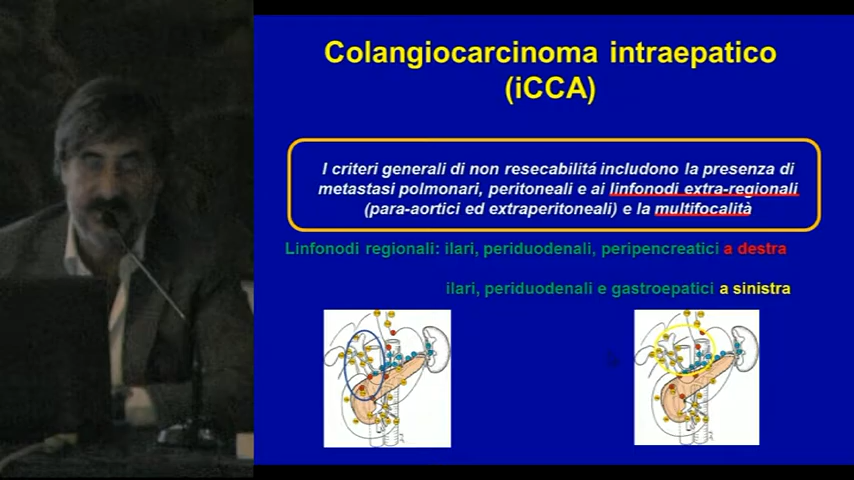 Colangiocarcinoma intraepatico
(iCCA)
I criteri generali di non resecabilitá includono la presenza di
metastasi polmonari, peritoneali e ai linfonodi extra-regionali
(para-aortici ed extraperitoneali) e la multifocalità
Linfonodi regionali: ilari, periduodenali, peripencreatici a destra
ilari, periduodenali e gastroepatici a sinistra